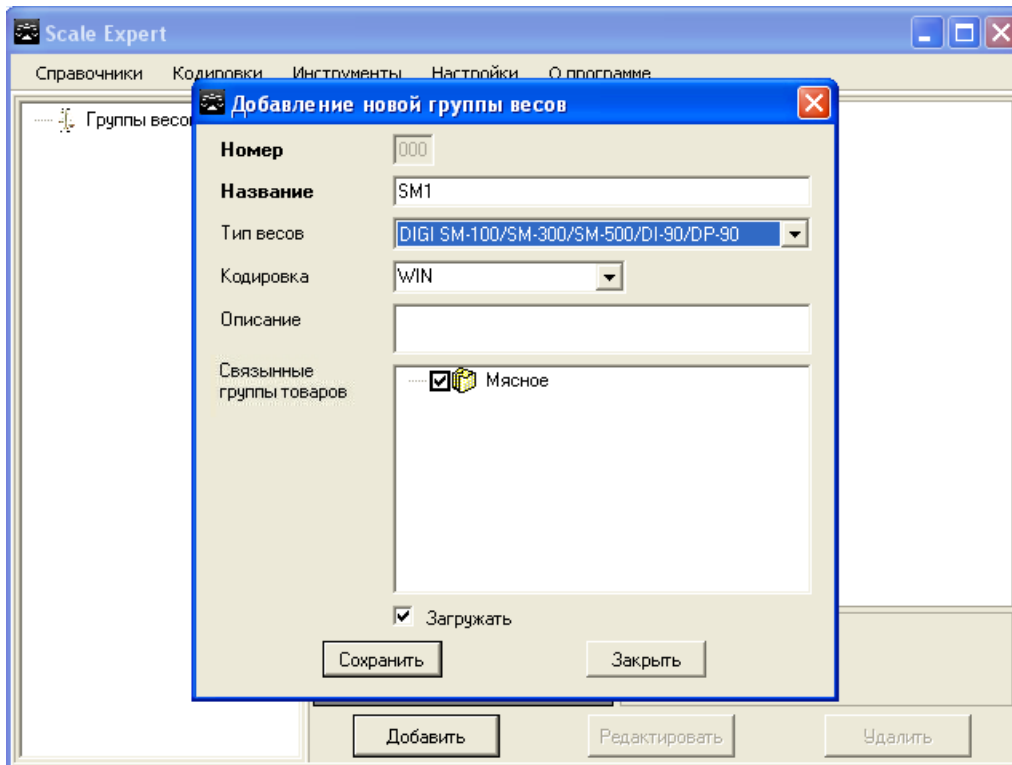 Scale Expert
Справочники Кодировки Инструменты Настройки О программе
Группы весов
Добавление новой группы весов
Номер 000
Название SM1
Тип весов DIGI SM-100/SM-300/SM-500/DI-90/DP-90
Кодировка WIN
Описание
Связынные
группы товаров
Мясное
Загружать
Сохранить Закрыть
Добавить Редактировать Удалить